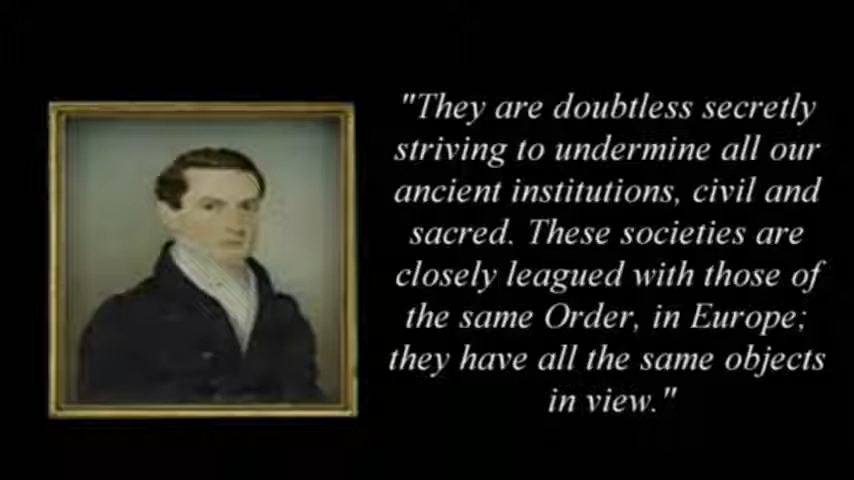 "They are doubtless secretly
striving to undermine all our
ancient institutions, civil and
sacred. These societies are
closely leagued with those of
the same Order, in Europe;
they have all the same objects
in view."